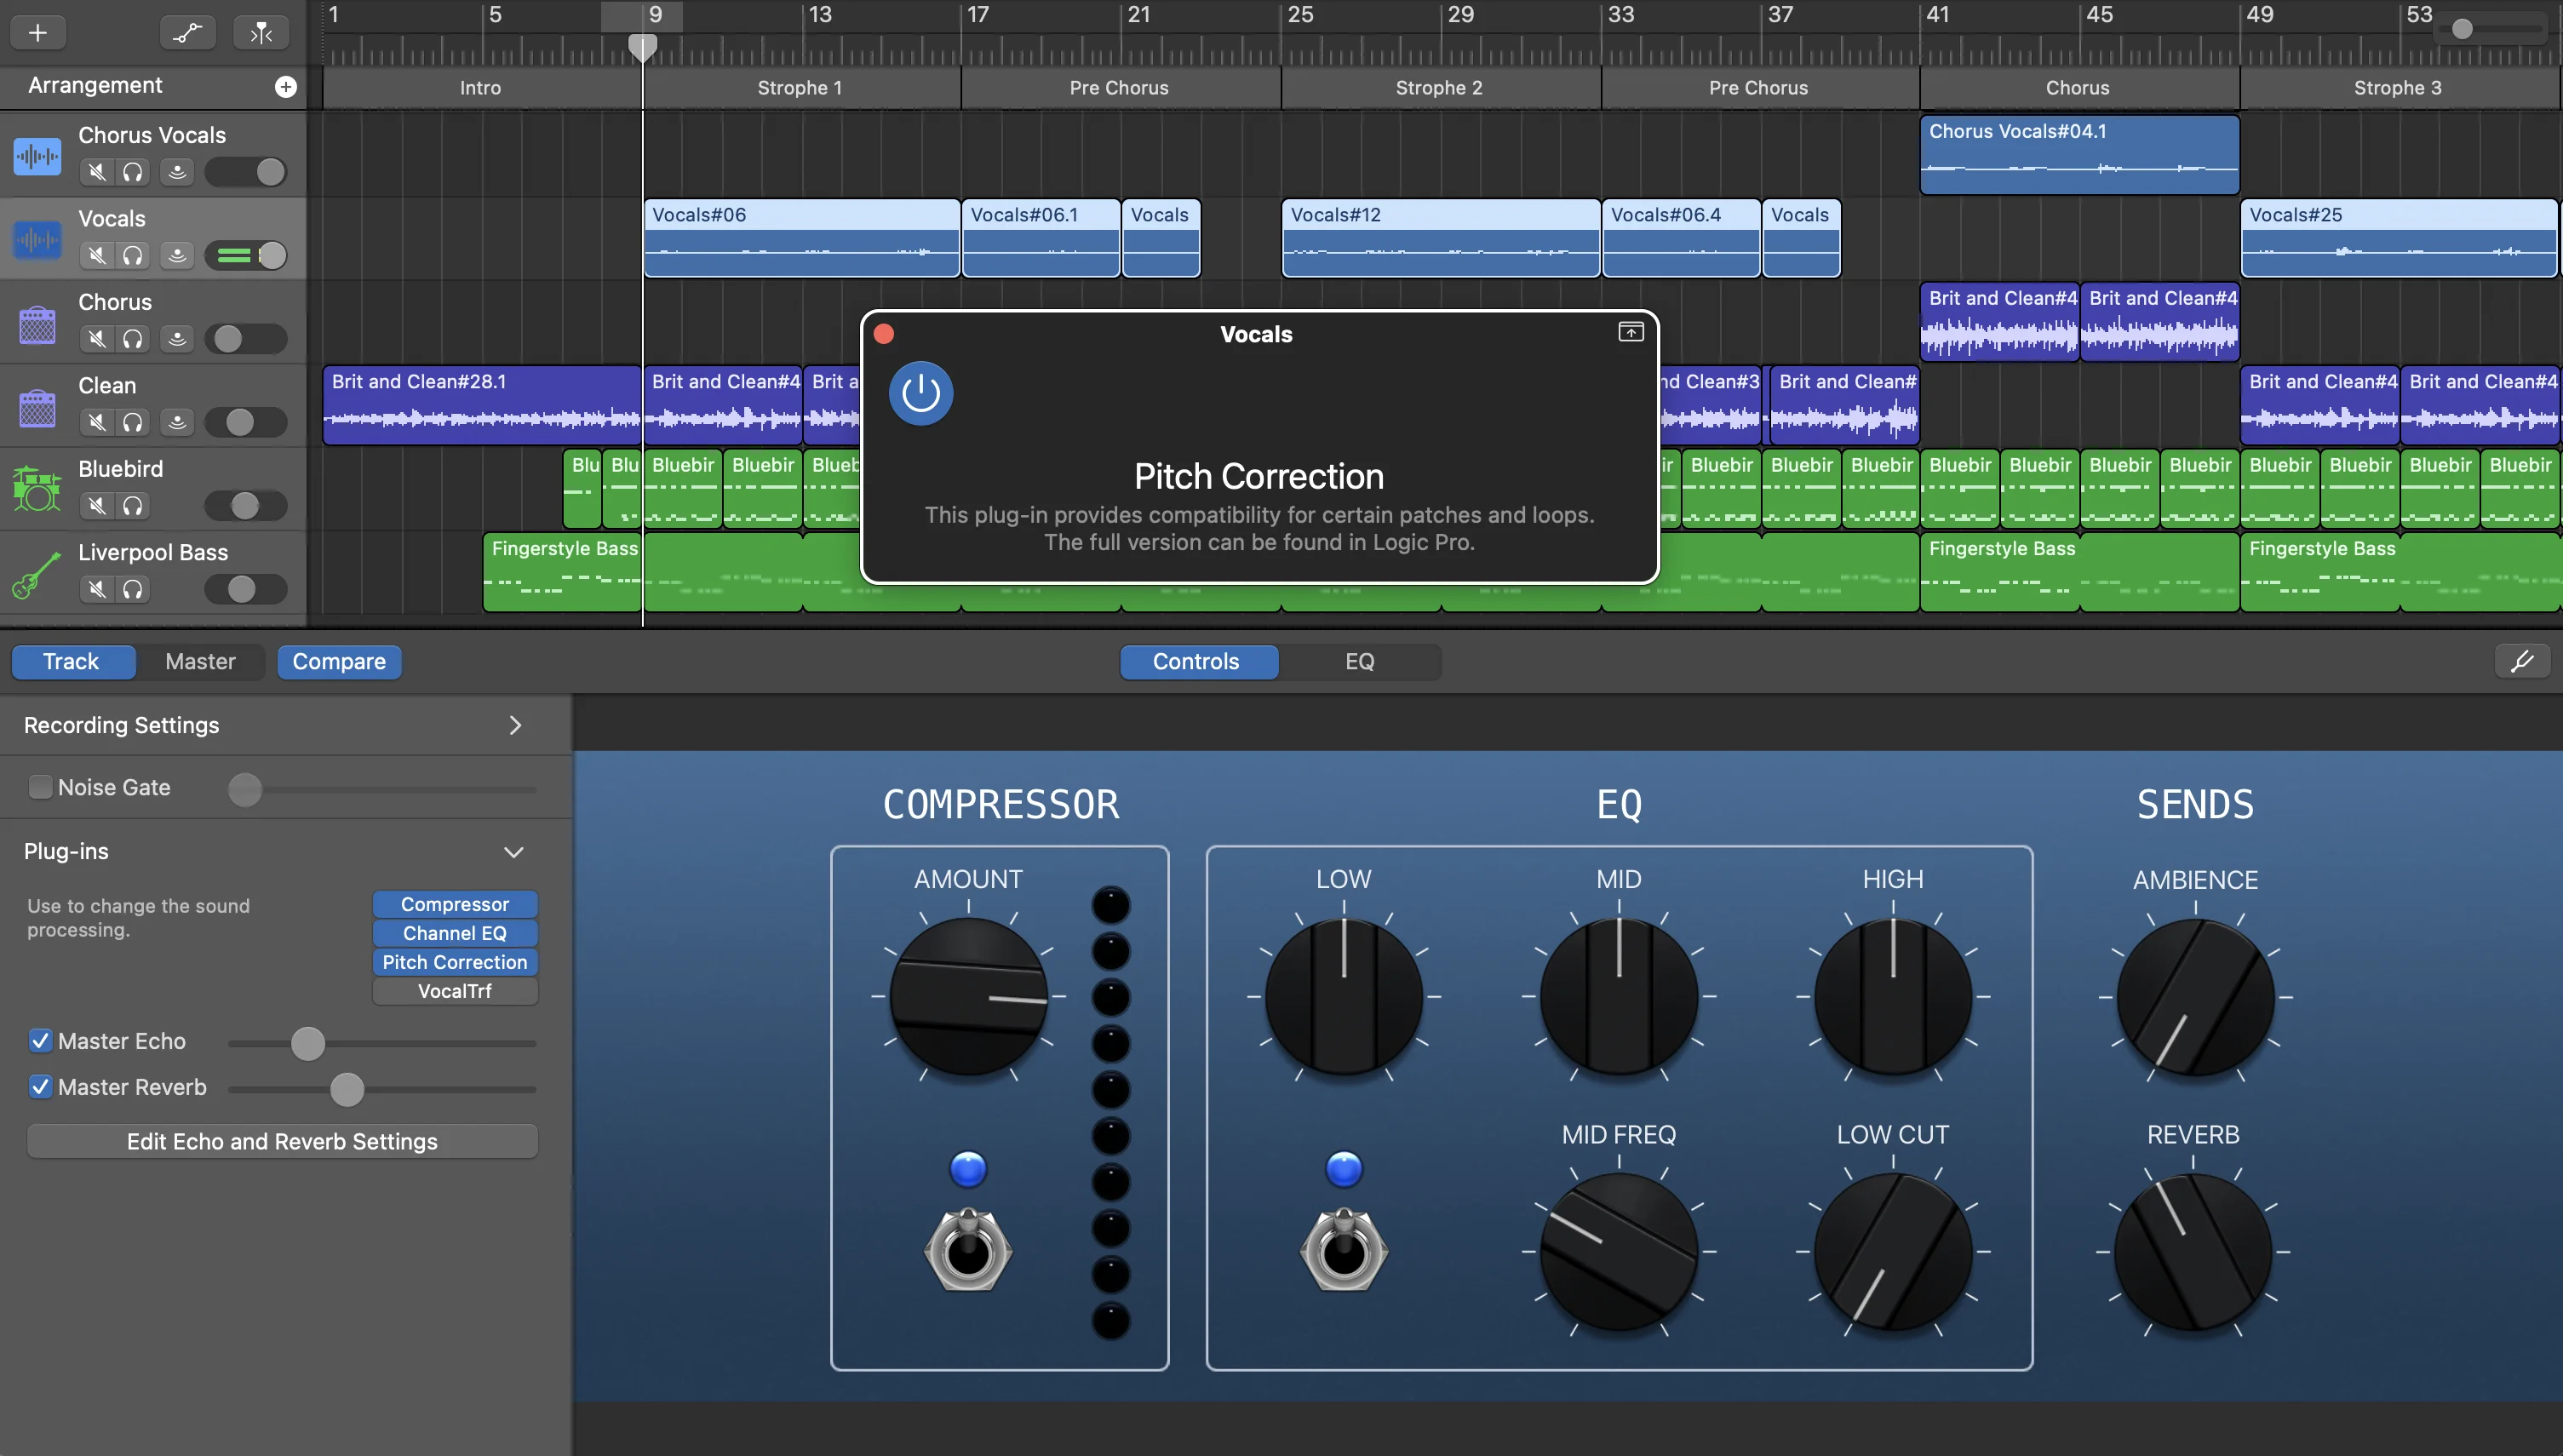 1 5 9 13 17 21 25 29 33 37 41 45 49 53
Arrangement
Intro Strophe 1 Pre Chorus Strophe 2 Pre Chorus Chorus Strophe 3
Chorus Vocals
Chorus Vocals#04.1
Vocals
Vocals#06 Vocals#06.1 Vocals Vocals#12 Vocals#06.4 Vocals Vocals#25
Chorus
Brit and Clean#4 Brit and Clean#4
Clean
Brit and Clean#28.1 Brit and Clean#4 Brit a nd Clean#3 Brit and Clean# Brit and Clean#4 Brit and Clean#4
Bluebird
Blu Blu Bluebir Bluebir Blueb ir Bluebir Bluebir Bluebir Bluebir Bluebir Bluebir Bluebir Bluebir Bluebir Bluebir Bluebir
Liverpool Bass
Fingerstyle Bass Fingerstyle Bass Fingerstyle Bass
Vocals
Pitch Correction
This plug-in provides compatibility for certain patches and loops.
The full version can be found in Logic Pro.
Track Master Compare Controls EQ
Recording Settings
Noise Gate
Plug-ins
Use to change the sound
processing.
Compressor
Channel EQ
Pitch Correction
VocalTrf
Master Echo
Master Reverb
Edit Echo and Reverb Settings
COMPRESSOR EQ SENDS
AMOUNT LOW MID HIGH AMBIENCE
MID FREQ LOW CUT REVERB